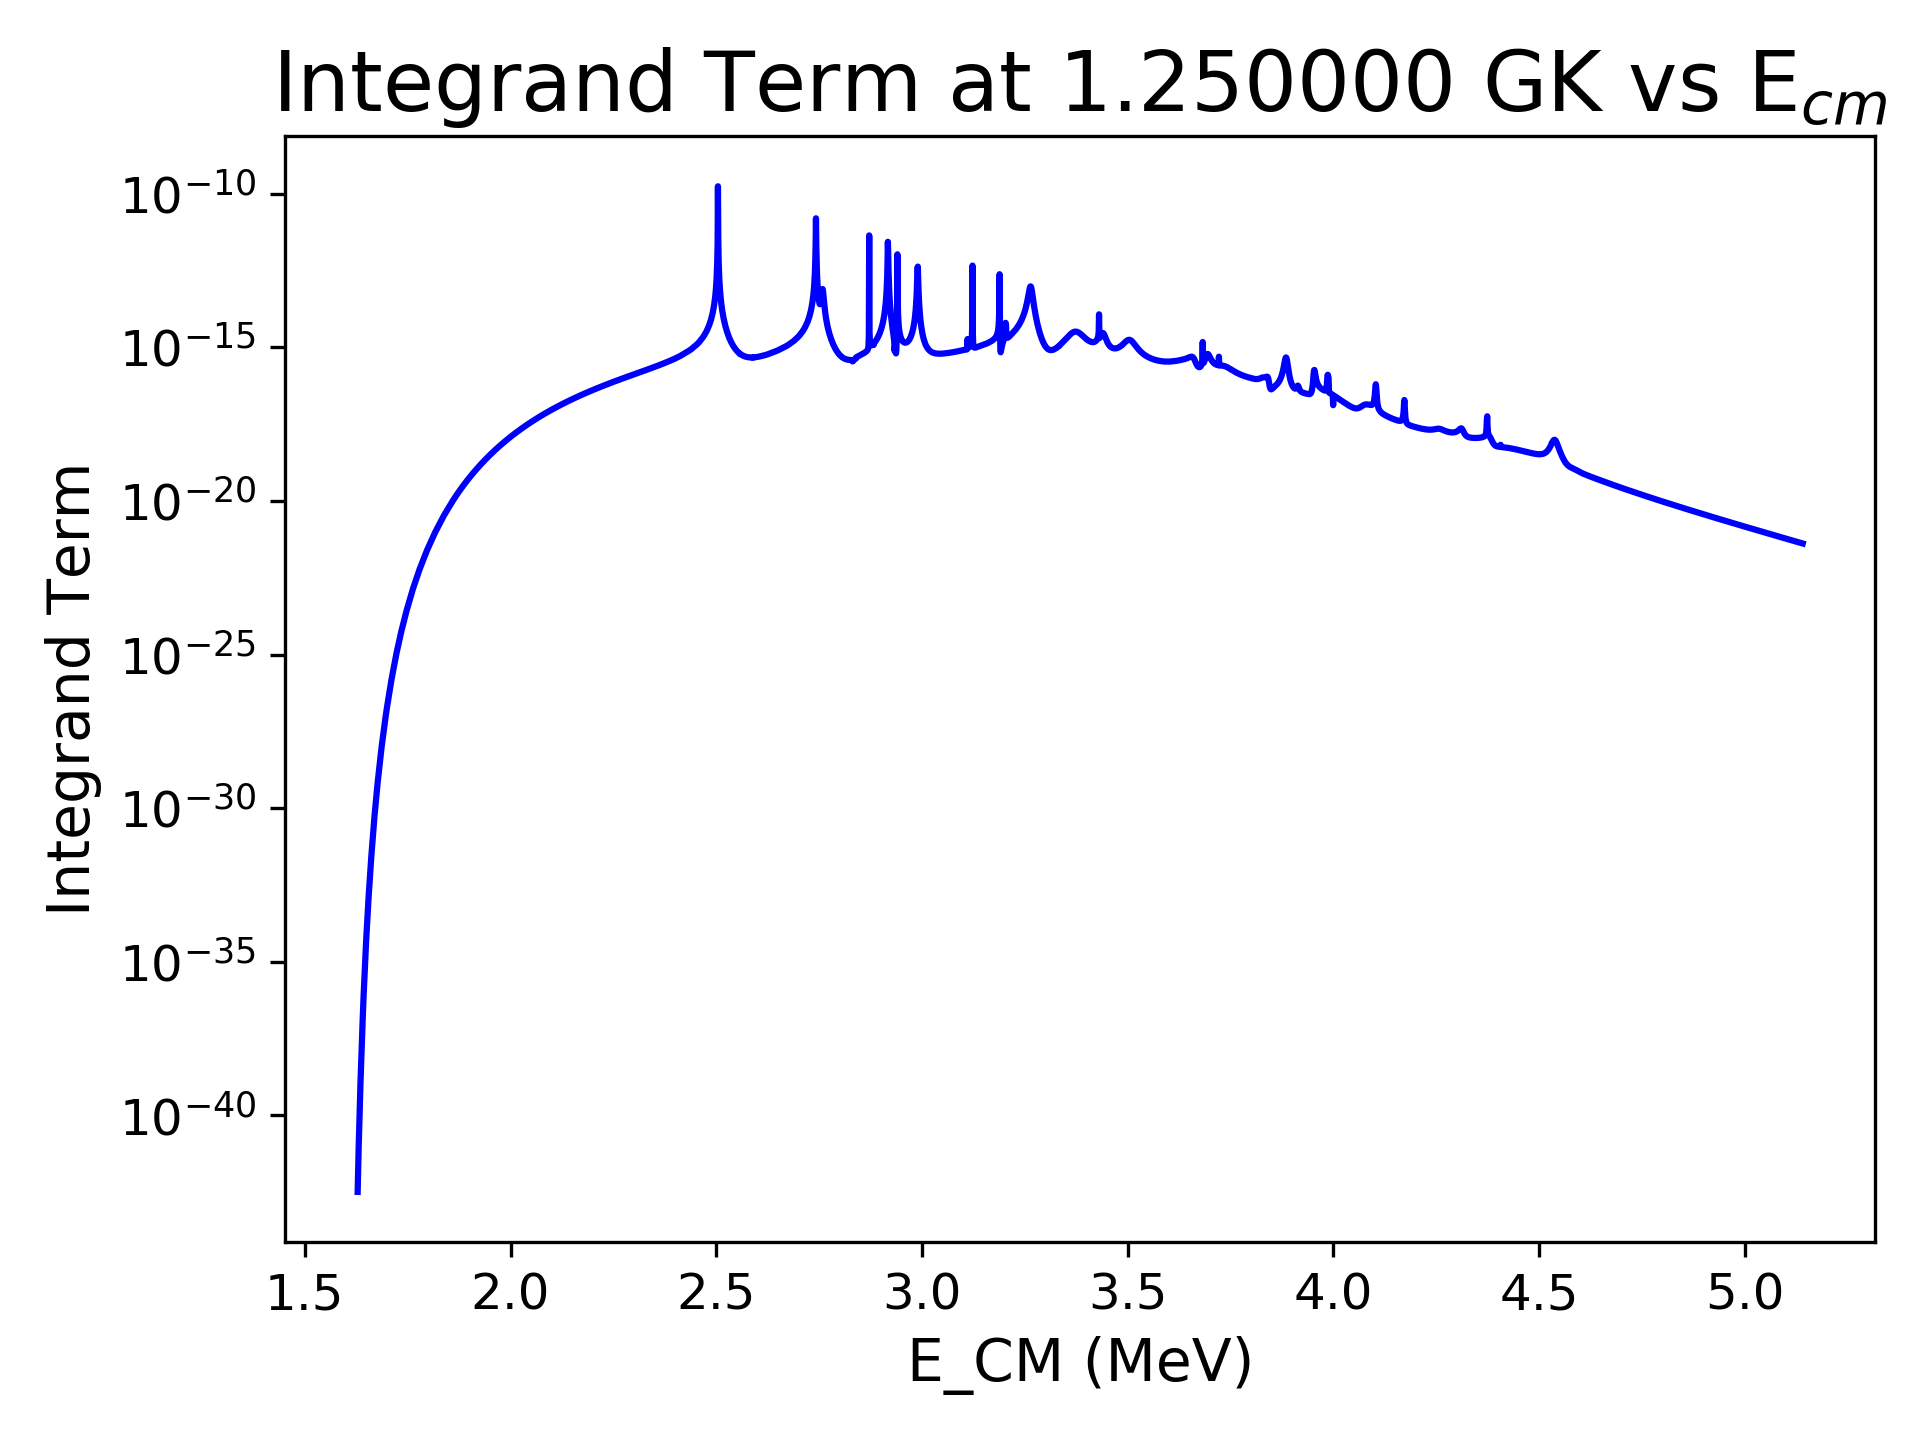 Integrand Term at 1.250000 GK vs E_cm
Integrand Term
10^-10
10^-15
10^-20
10^-25
10^-30
10^-35
10^-40
1.5 2.0 2.5 3.0 3.5 4.0 4.5 5.0
E_CM (MeV)